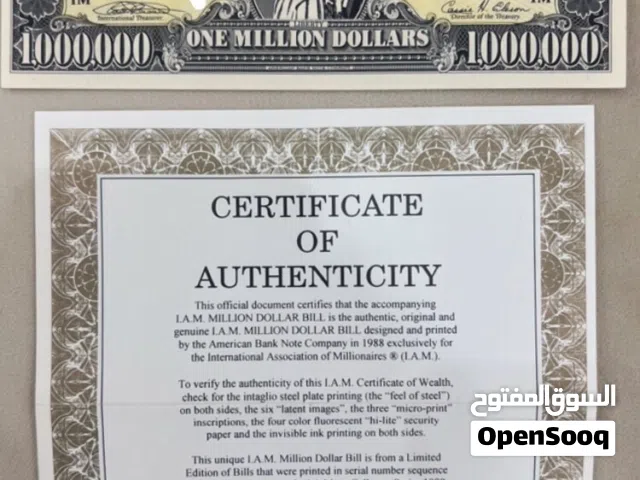 1M
1M
International Treasurer
LIBERTY
Director of the Treasury
1,000,000 ONE MILLION DOLLARS 1,000,000
CERTIFICATE
OF
AUTHENTICITY
This official document certifies that the accompanying
I.A.M. MILLION DOLLAR BILL is the authentic, original and
genuine I.A.M. MILLION DOLLAR BILL designed and printed
by the American Bank Note Company in 1988 exclusively for
the International Association of Millionaires ® (I.A.M.).
To verify the authenticity of this I.A.M. Certificate of Wealth,
check for the intaglio steel plate printing (the “feel of steel”)
on both sides, the six “latent images”, the three “micro-print”
inscriptions, the four color fluorescent “hi-lite” security
paper and the invisible ink printing on both sides.
This unique I.A.M. Million Dollar Bill is from a Limited
Edition of Bills that were printed in serial number sequence
السوق المفتوح
OpenSooq